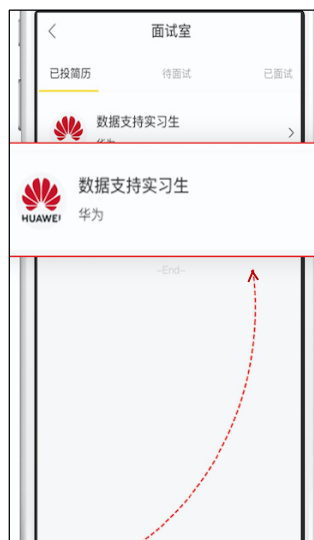 面试室
已投简历 待面试 已面试
数据支持实习生
华为
数据支持实习生
HUAWEI
华为
–End–